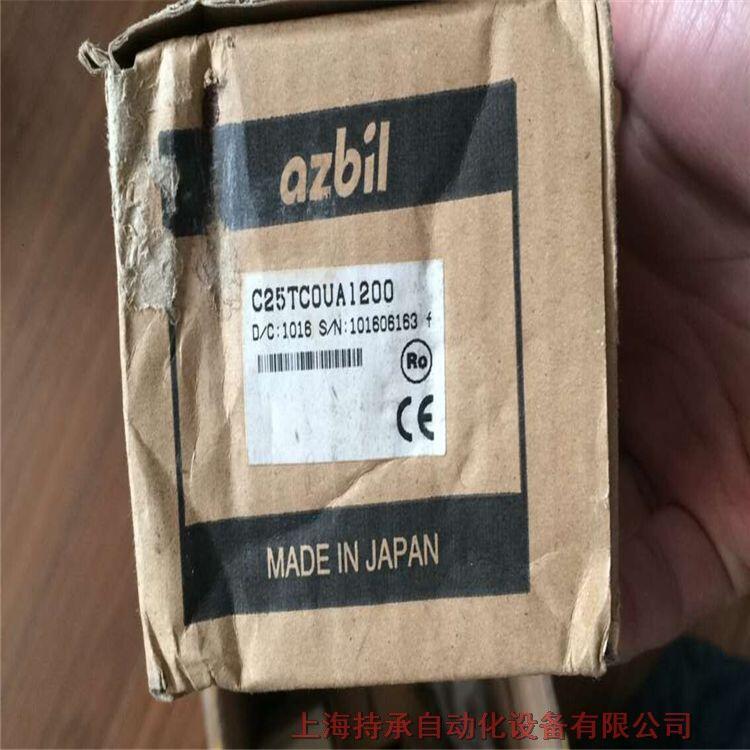 azbil
C25TC0UA1200
D/C:1016 S/N:101606163 f
Ro
CE
MADE IN JAPAN
上海持承自动化设备有限公司